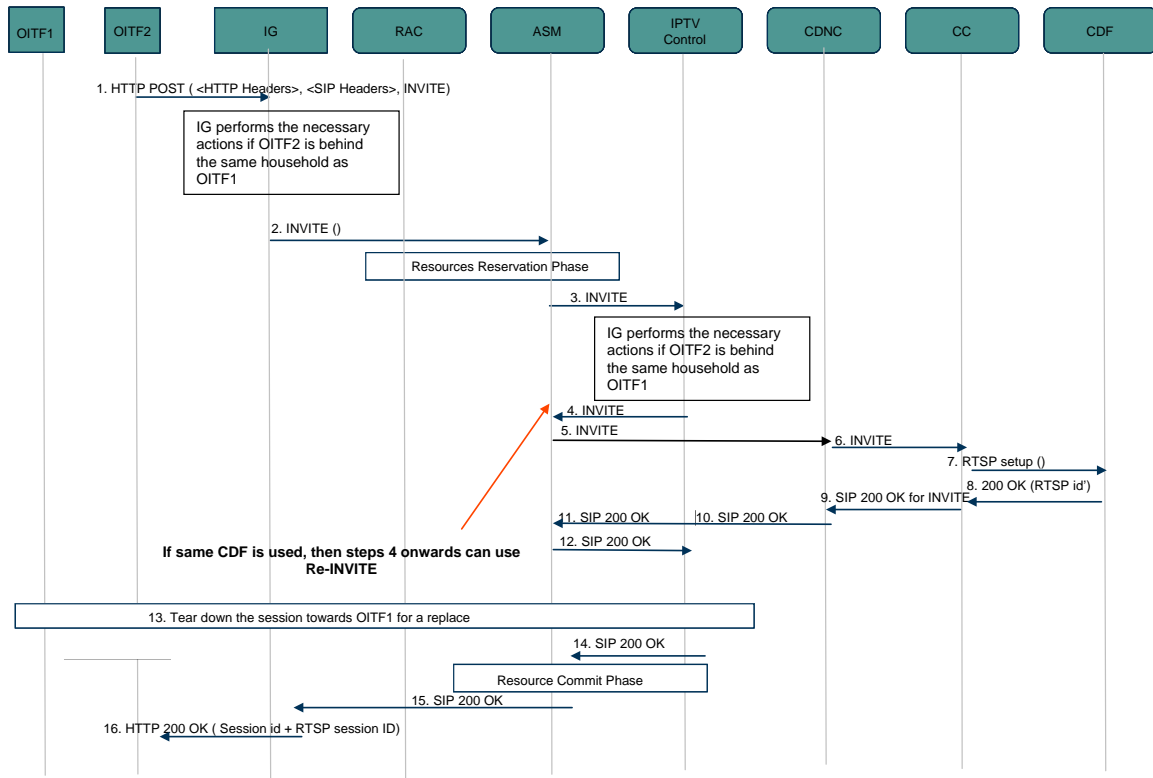 OITF1
OITF2
IG
RAC
ASM
IPTV
Control
CDNC
CC
CDF
1. HTTP POST ( <HTTP Headers>, <SIP Headers>, INVITE)
IG performs the necessary
actions if OITF2 is behind
the same household as
OITF1
2. INVITE ()
Resources Reservation Phase
3. INVITE
IG performs the necessary
actions if OITF2 is behind
the same household as
OITF1
4. INVITE
5. INVITE
6. INVITE
7. RTSP setup ()
8. 200 OK (RTSP id')
9. SIP 200 OK for INVITE
11. SIP 200 OK
10. SIP 200 OK
12. SIP 200 OK
If same CDF is used, then steps 4 onwards can use
Re-INVITE
13. Tear down the session towards OITF1 for a replace
14. SIP 200 OK
Resource Commit Phase
15. SIP 200 OK
16. HTTP 200 OK ( Session id + RTSP session ID)